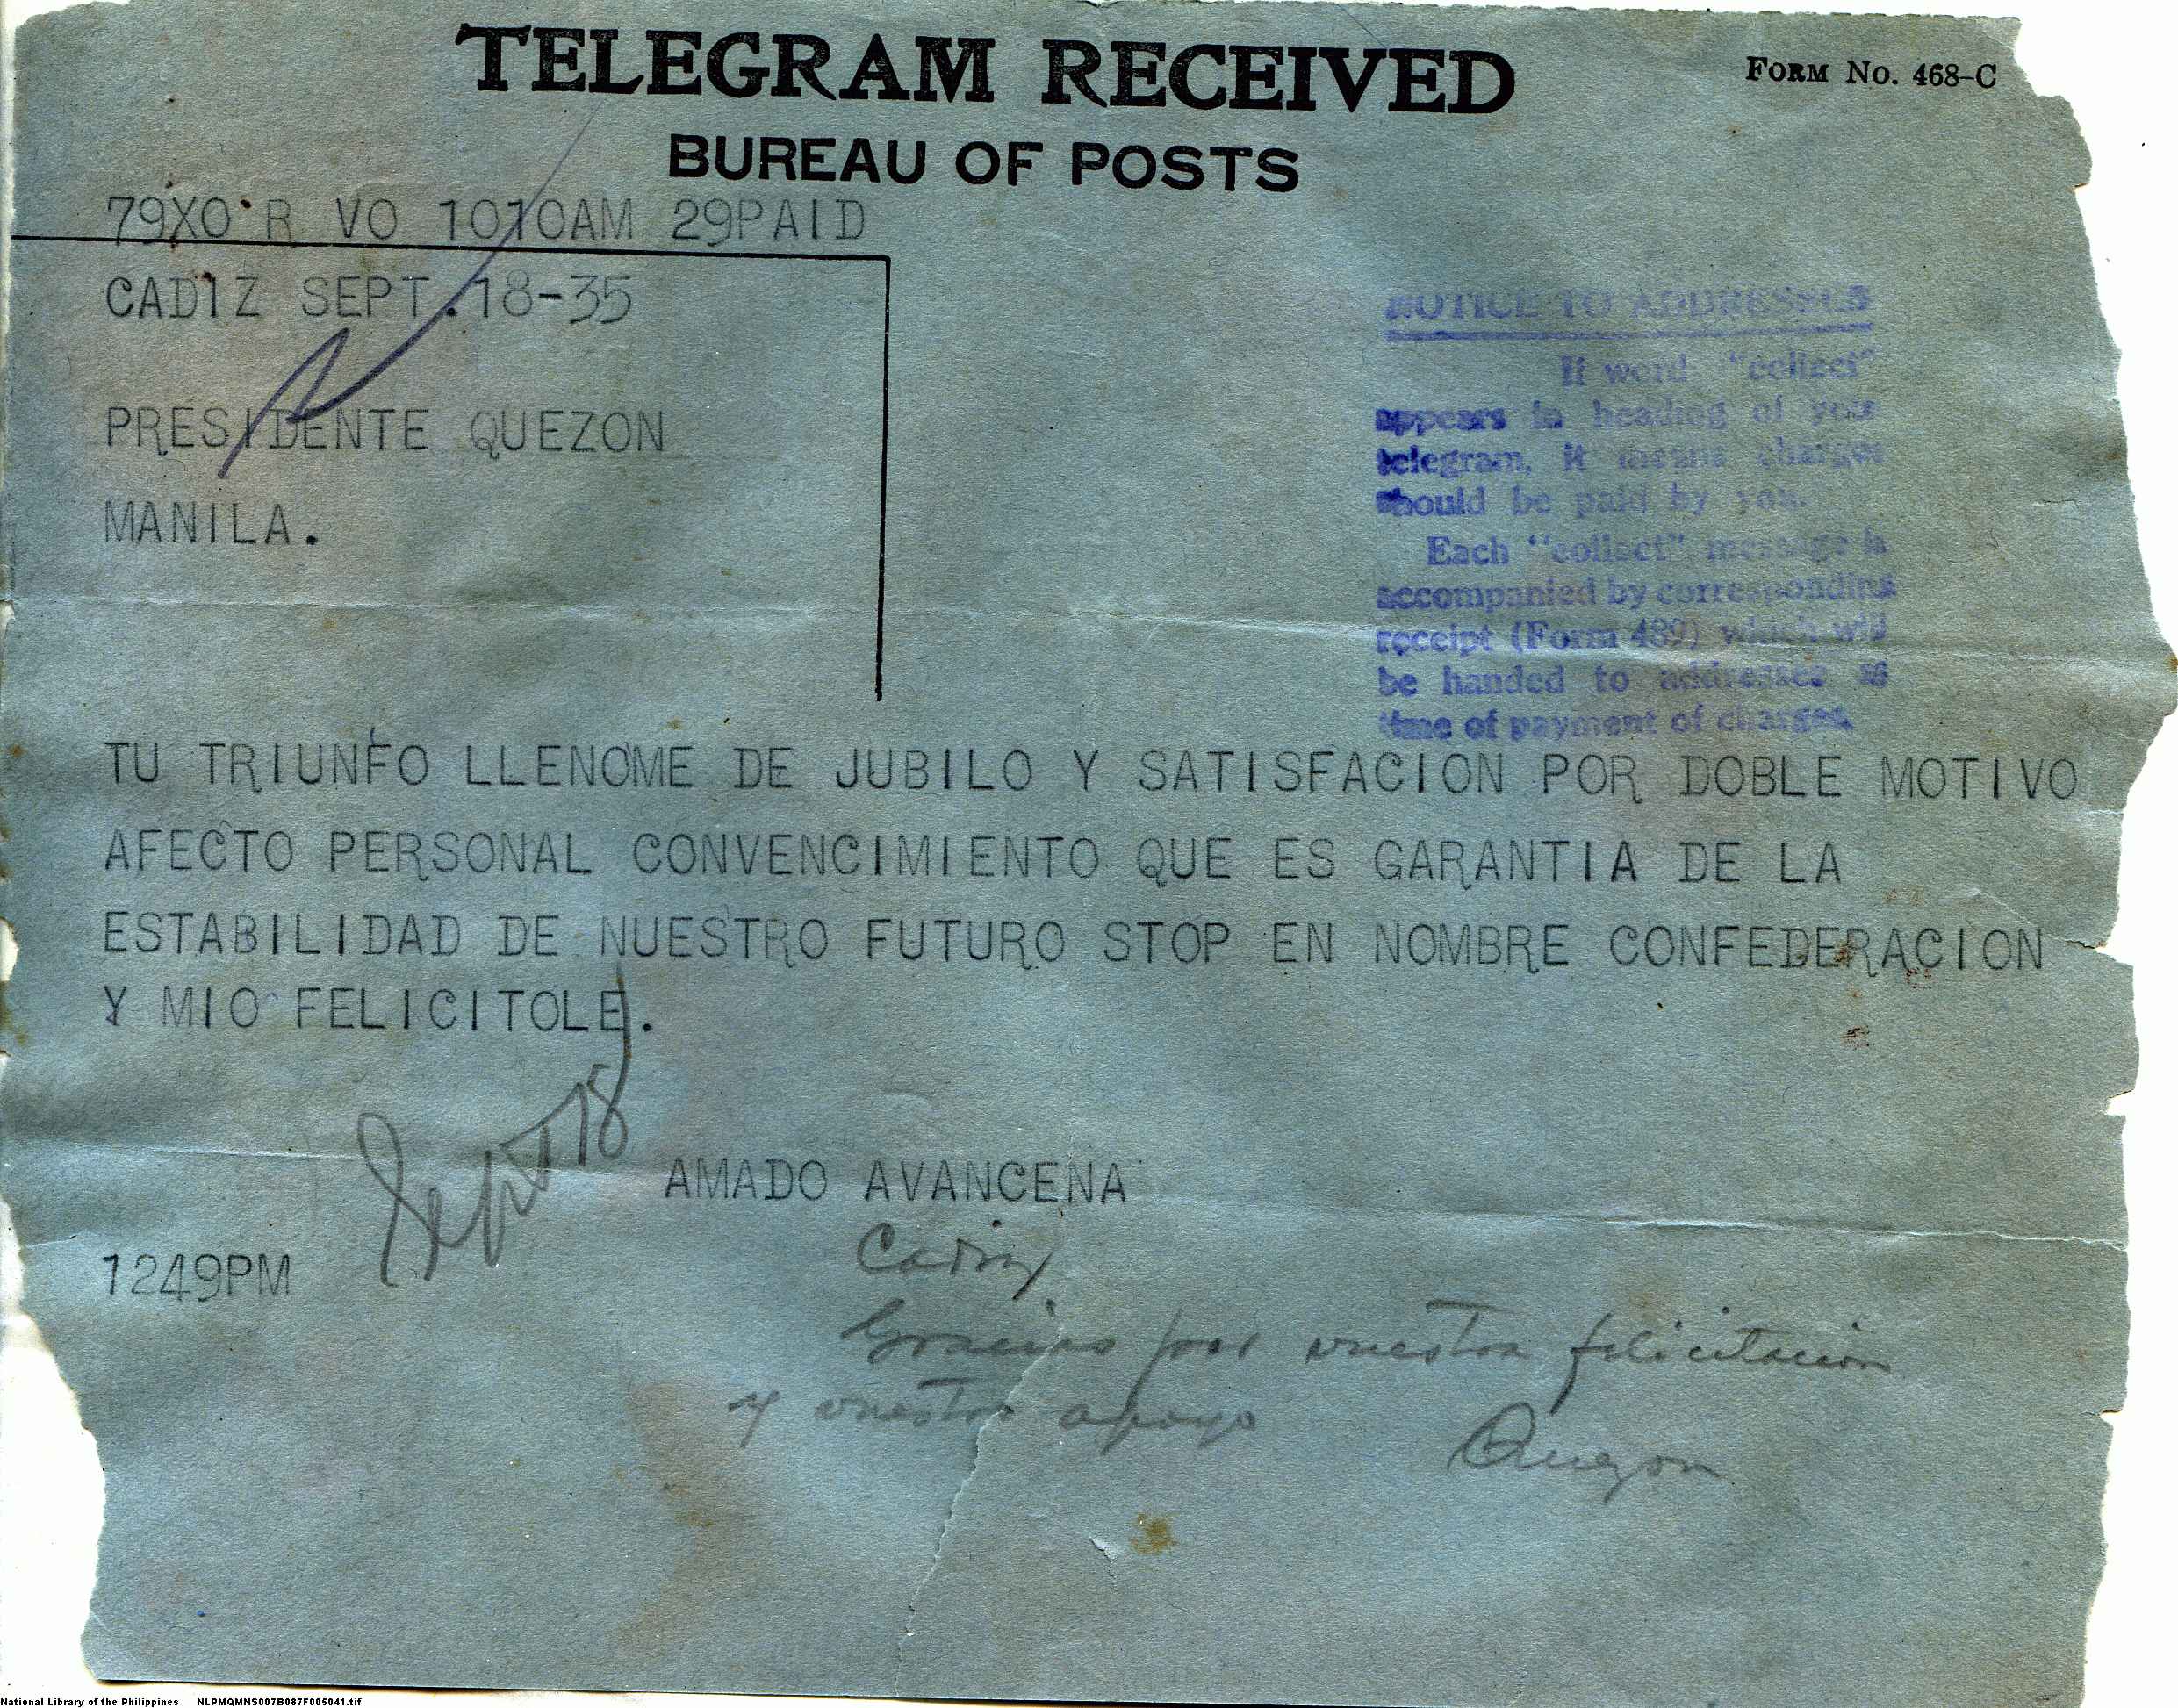 TELEGRAM RECEIVED
FORM NO. 468-C
BUREAU OF POSTS
79XO R VO 1010AM 29PAID
CADIZ SEPT.18-35
PRESIDENTE QUEZON
MANILA.
NOTICE TO ADDRESSEES
If word "collect"
appears in heading of your
telegram, it means charges
should be paid by you.
Each "collect" message is
accompanied by corresponding
receipt (Form 489) which will
be handed to addressee at
time of payment of charges.
TU TRIUNFO LLENOME DE JUBILO Y SATISFACION POR DOBLE MOTIVO
AFECTO PERSONAL CONVENCIMIENTO QUE ES GARANTIA DE LA
ESTABILIDAD DE NUESTRO FUTURO STOP EN NOMBRE CONFEDERACION
Y MIO FELICITOLE.
Sept 18
AMADO AVANCENA
Cadiz
1249PM
Gracias por vuestra felicitacion
y vuestro apoyo
Quezon
National Library of the Philippines NLPMQMNS007B087F005041.tif